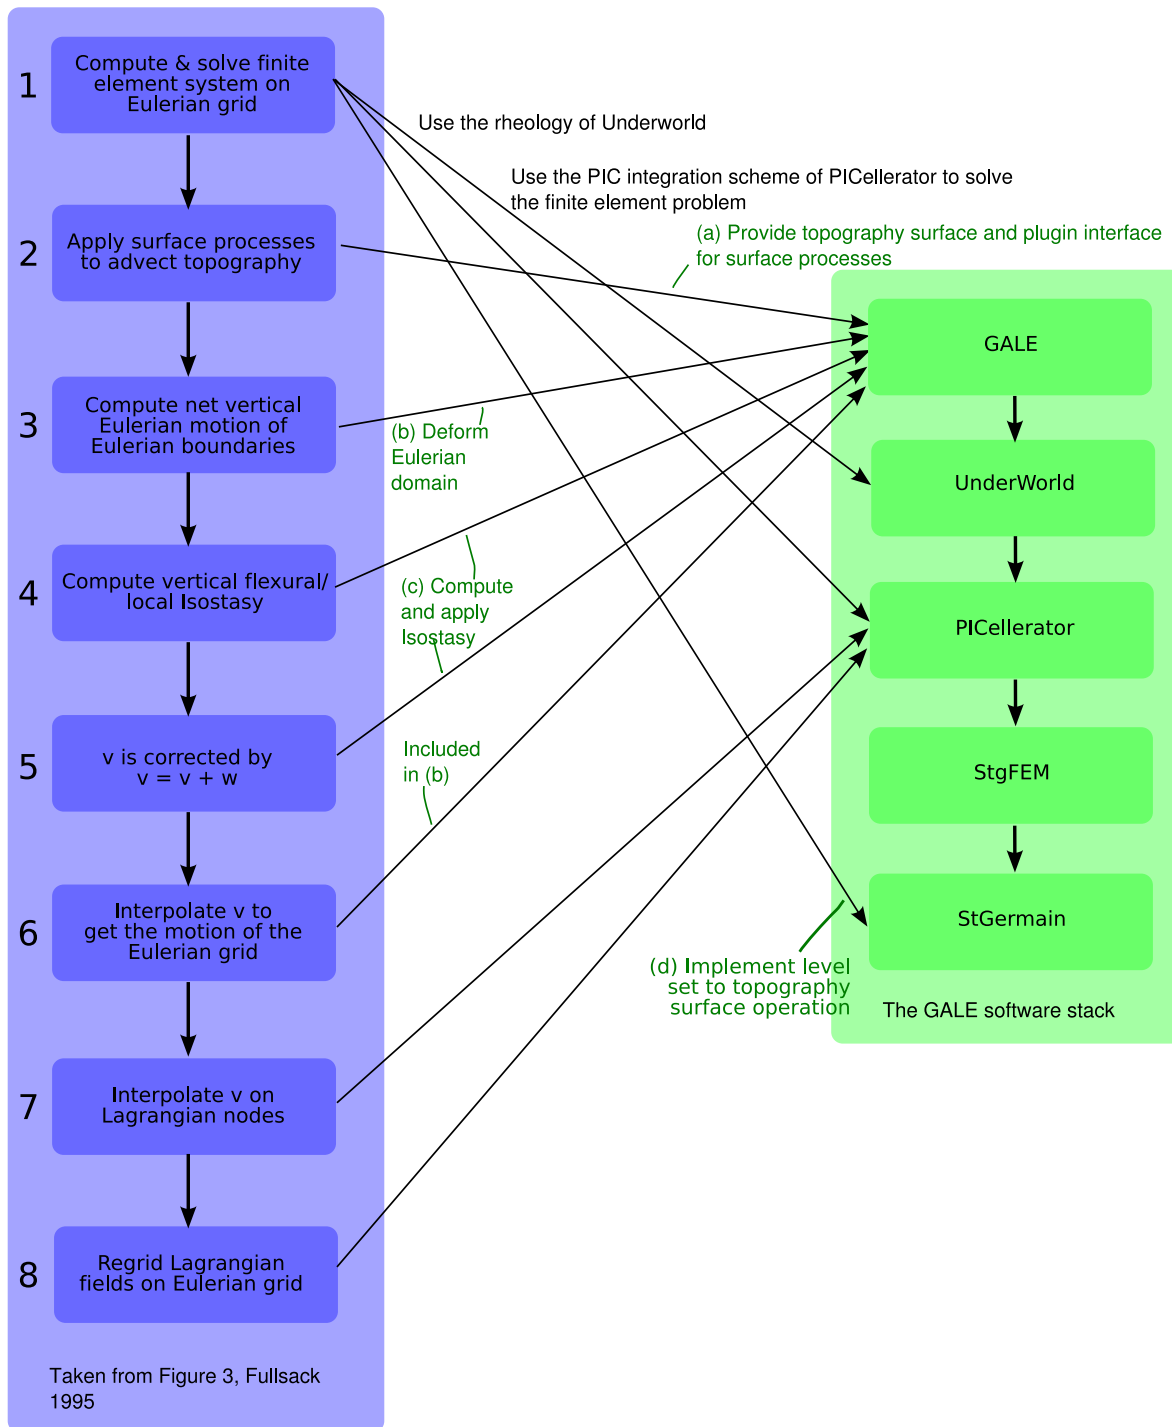 1
Compute & solve finite
element system on
Eulerian grid
2
Apply surface processes
to advect topography
3
Compute net vertical
Eulerian motion of
Eulerian boundaries
4
Compute vertical flexural/
local Isostasy
5
v is corrected by
v = v + w
6
Interpolate v to
get the motion of the
Eulerian grid
7
Interpolate v on
Lagrangian nodes
8
Regrid Lagrangian
fields on Eulerian grid
Taken from Figure 3, Fullsack
1995
Use the rheology of Underworld
Use the PIC integration scheme of PICellerator to solve
the finite element problem
(a) Provide topography surface and plugin interface
for surface processes
(b) Deform
Eulerian
domain
(c) Compute
and apply
Isostasy
Included
in (b)
(d) Implement level
set to topography
surface operation
GALE
UnderWorld
PICellerator
StgFEM
StGermain
The GALE software stack